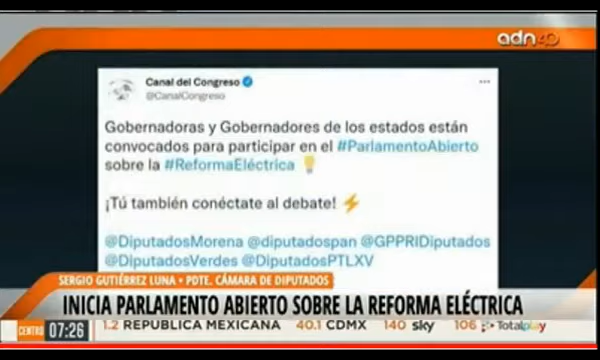 adn40
Canal del Congreso
@CanalCongreso
Gobernadoras y Gobernadores de los estados están
convocados para participar en el #ParlamentoAbierto
sobre la #ReformaEléctrica
¡Tú también conéctate al debate!
@DiputadosMorena @diputadospan @GPPRIDiputados
@DiputadosVerdes @DiputadosPTLXV
SERGIO GUTIÉRREZ LUNA • PDTE. CÁMARA DE DIPUTADOS
INICIA PARLAMENTO ABIERTO SOBRE LA REFORMA ELÉCTRICA
CENTRO 07:26 1.2 REPUBLICA MEXICANA 40.1 CDMX 140 sky 106 Totalplay